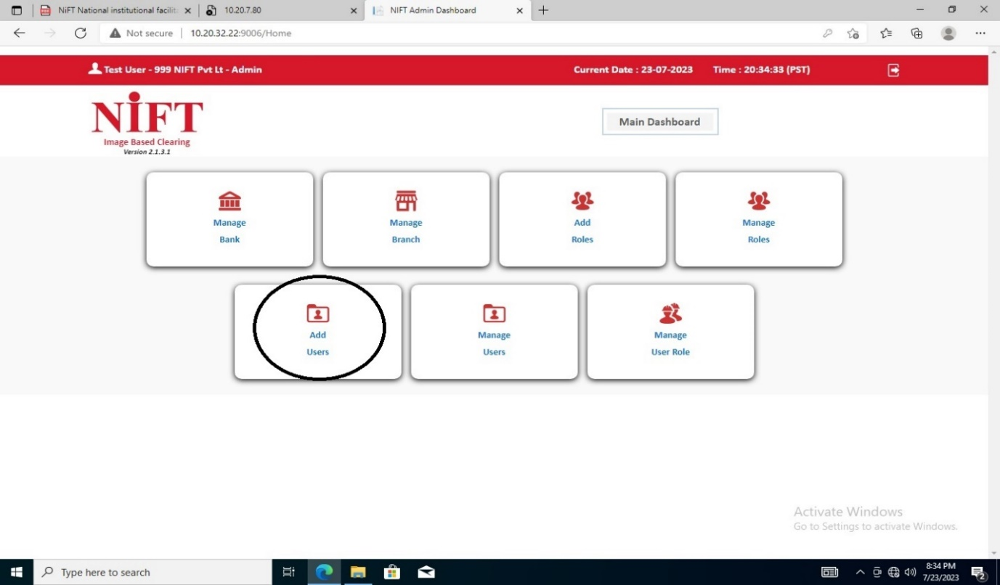 NiFT National institutional facilit
10.20.7.80
NIFT Admin Dashboard
Not secure | 10.20.32.22:9006/Home
Test User - 999 NIFT Pvt Lt - Admin
Current Date : 23-07-2023 Time : 20:34:33 (PST)
NiFT
Image Based Clearing
Version 2.1.3.1
Main Dashboard
Manage
Bank
Manage
Branch
Add
Roles
Manage
Roles
Add
Users
Manage
Users
Manage
User Role
Activate Windows
Go to Settings to activate Windows.
Type here to search
8:34 PM
7/23/2023
2